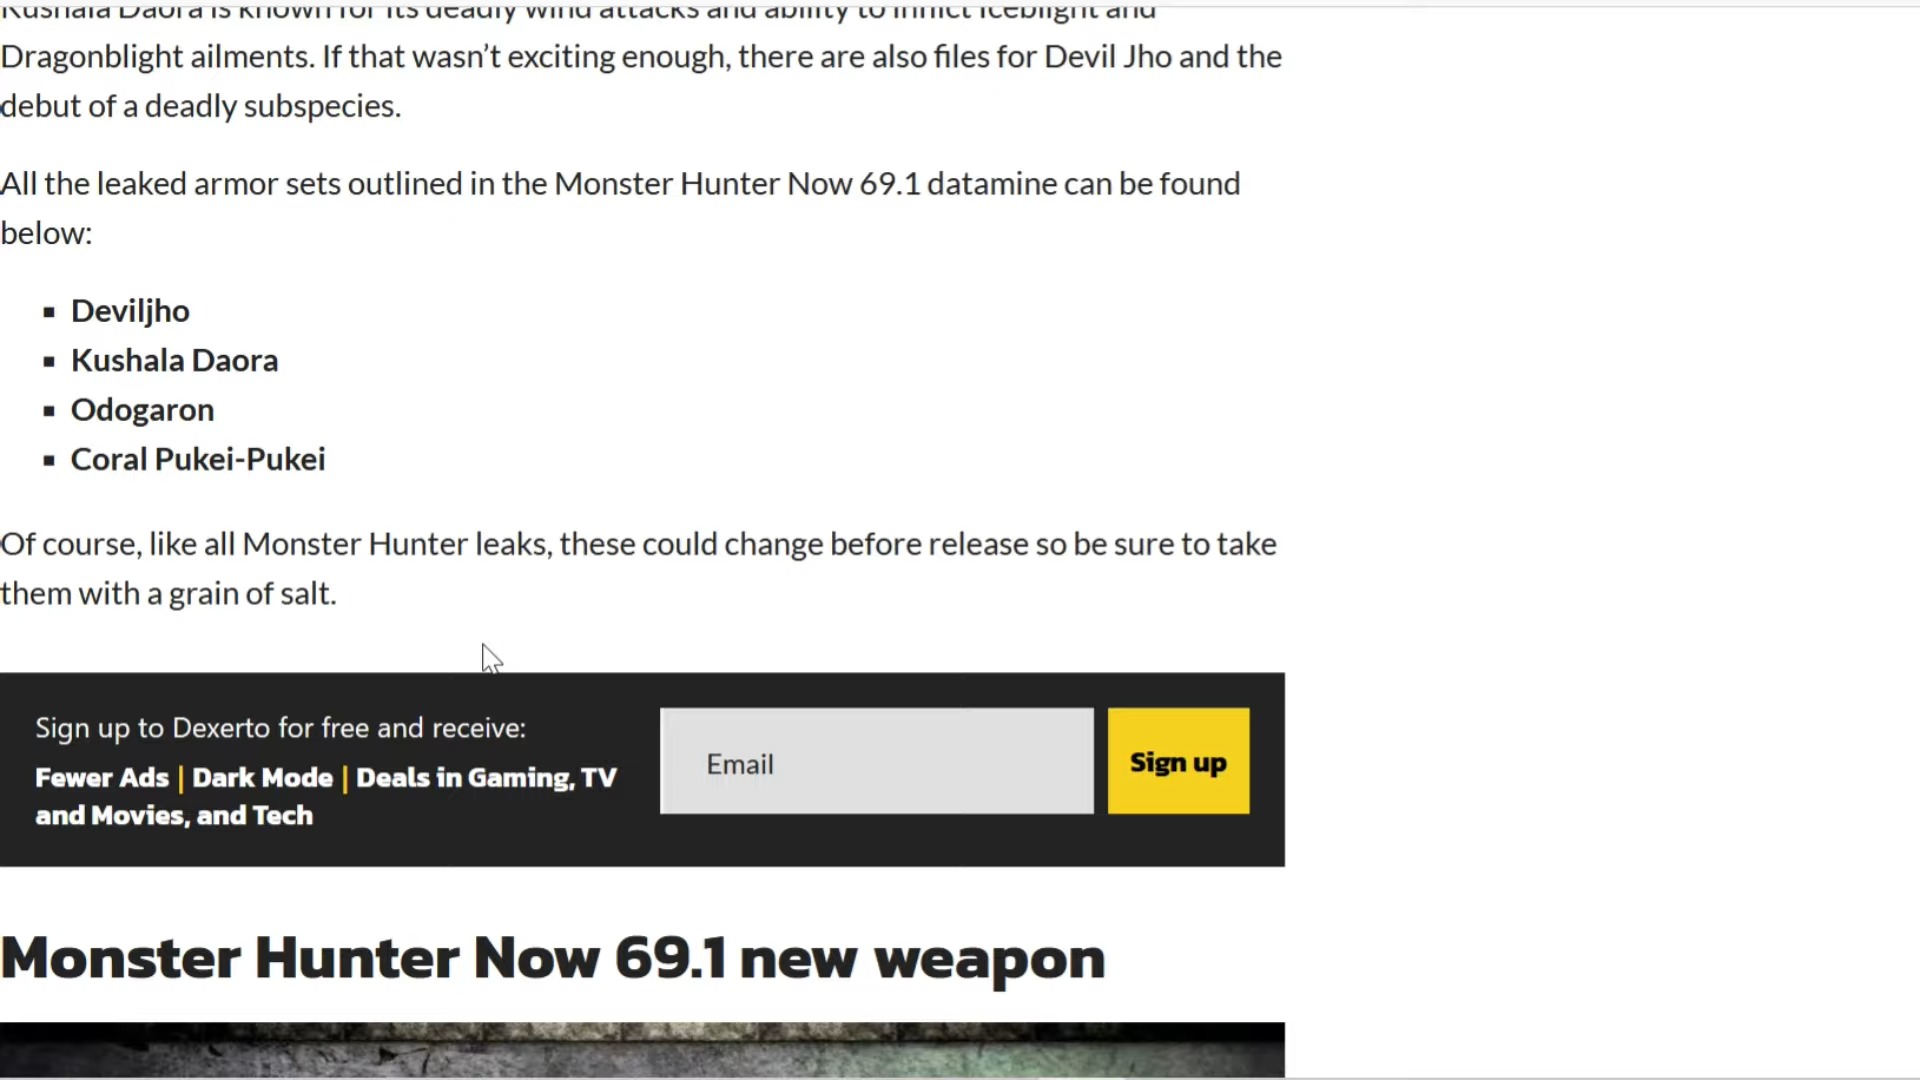 Kushala Daora is known for its deadly wind attacks and ability to inflict Iceblight and
Dragonblight ailments. If that wasn’t exciting enough, there are also files for Devil Jho and the
debut of a deadly subspecies.
All the leaked armor sets outlined in the Monster Hunter Now 69.1 datamine can be found
below:
▪ Deviljho
▪ Kushala Daora
▪ Odogaron
▪ Coral Pukei-Pukei
Of course, like all Monster Hunter leaks, these could change before release so be sure to take
them with a grain of salt.
Sign up to Dexerto for free and receive:
Fewer Ads | Dark Mode | Deals in Gaming, TV
and Movies, and Tech
Email
Sign up
Monster Hunter Now 69.1 new weapon